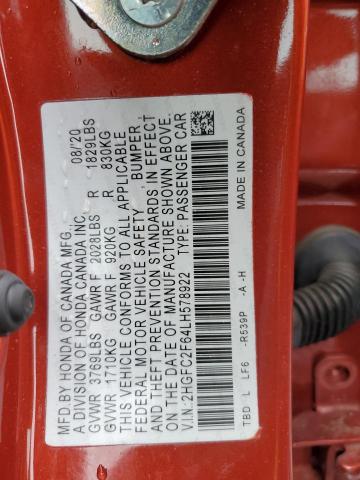 MFD.BY HONDA OF CANADA MFG.,
A DIVISION OF HONDA CANADA INC. 08/'20
GVWR 3769LBS GAWR F 2028LBS R 1829LBS
GVWR 1710KG GAWR F 920KG R 830KG
THIS VEHICLE CONFORMS TO ALL APPLICABLE
FEDERAL MOTOR VEHICLE SAFETY, BUMPER,
AND THEFT PREVENTION STANDARDS IN EFFECT
ON THE DATE OF MANUFACTURE SHOWN ABOVE.
V.I.N: 2HGFC2F64LH578922 TYPE: PASSENGER CAR
TBD L LF6 -R539P -A -H MADE IN CANADA